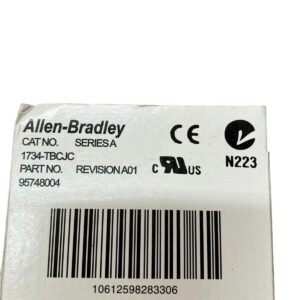 Allen-Bradley
CAT NO. SERIES A
1734-TBCJC
PART NO. REVISION A01
95748004
CE
C UL US
N223
10612598283306